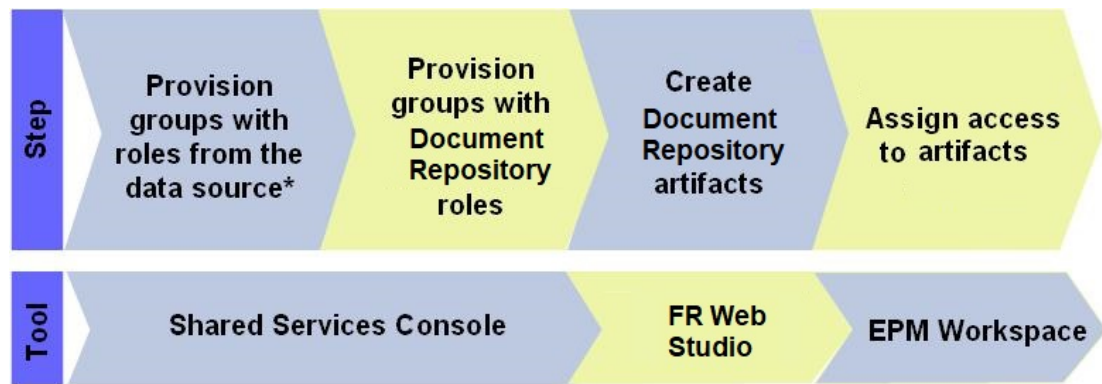 Step
Provision
groups with
roles from the
data source*
Provision
groups with
Document
Repository
roles
Create
Document
Repository
artifacts
Assign access
to artifacts
Tool
Shared Services Console
FR Web
Studio
EPM Workspace